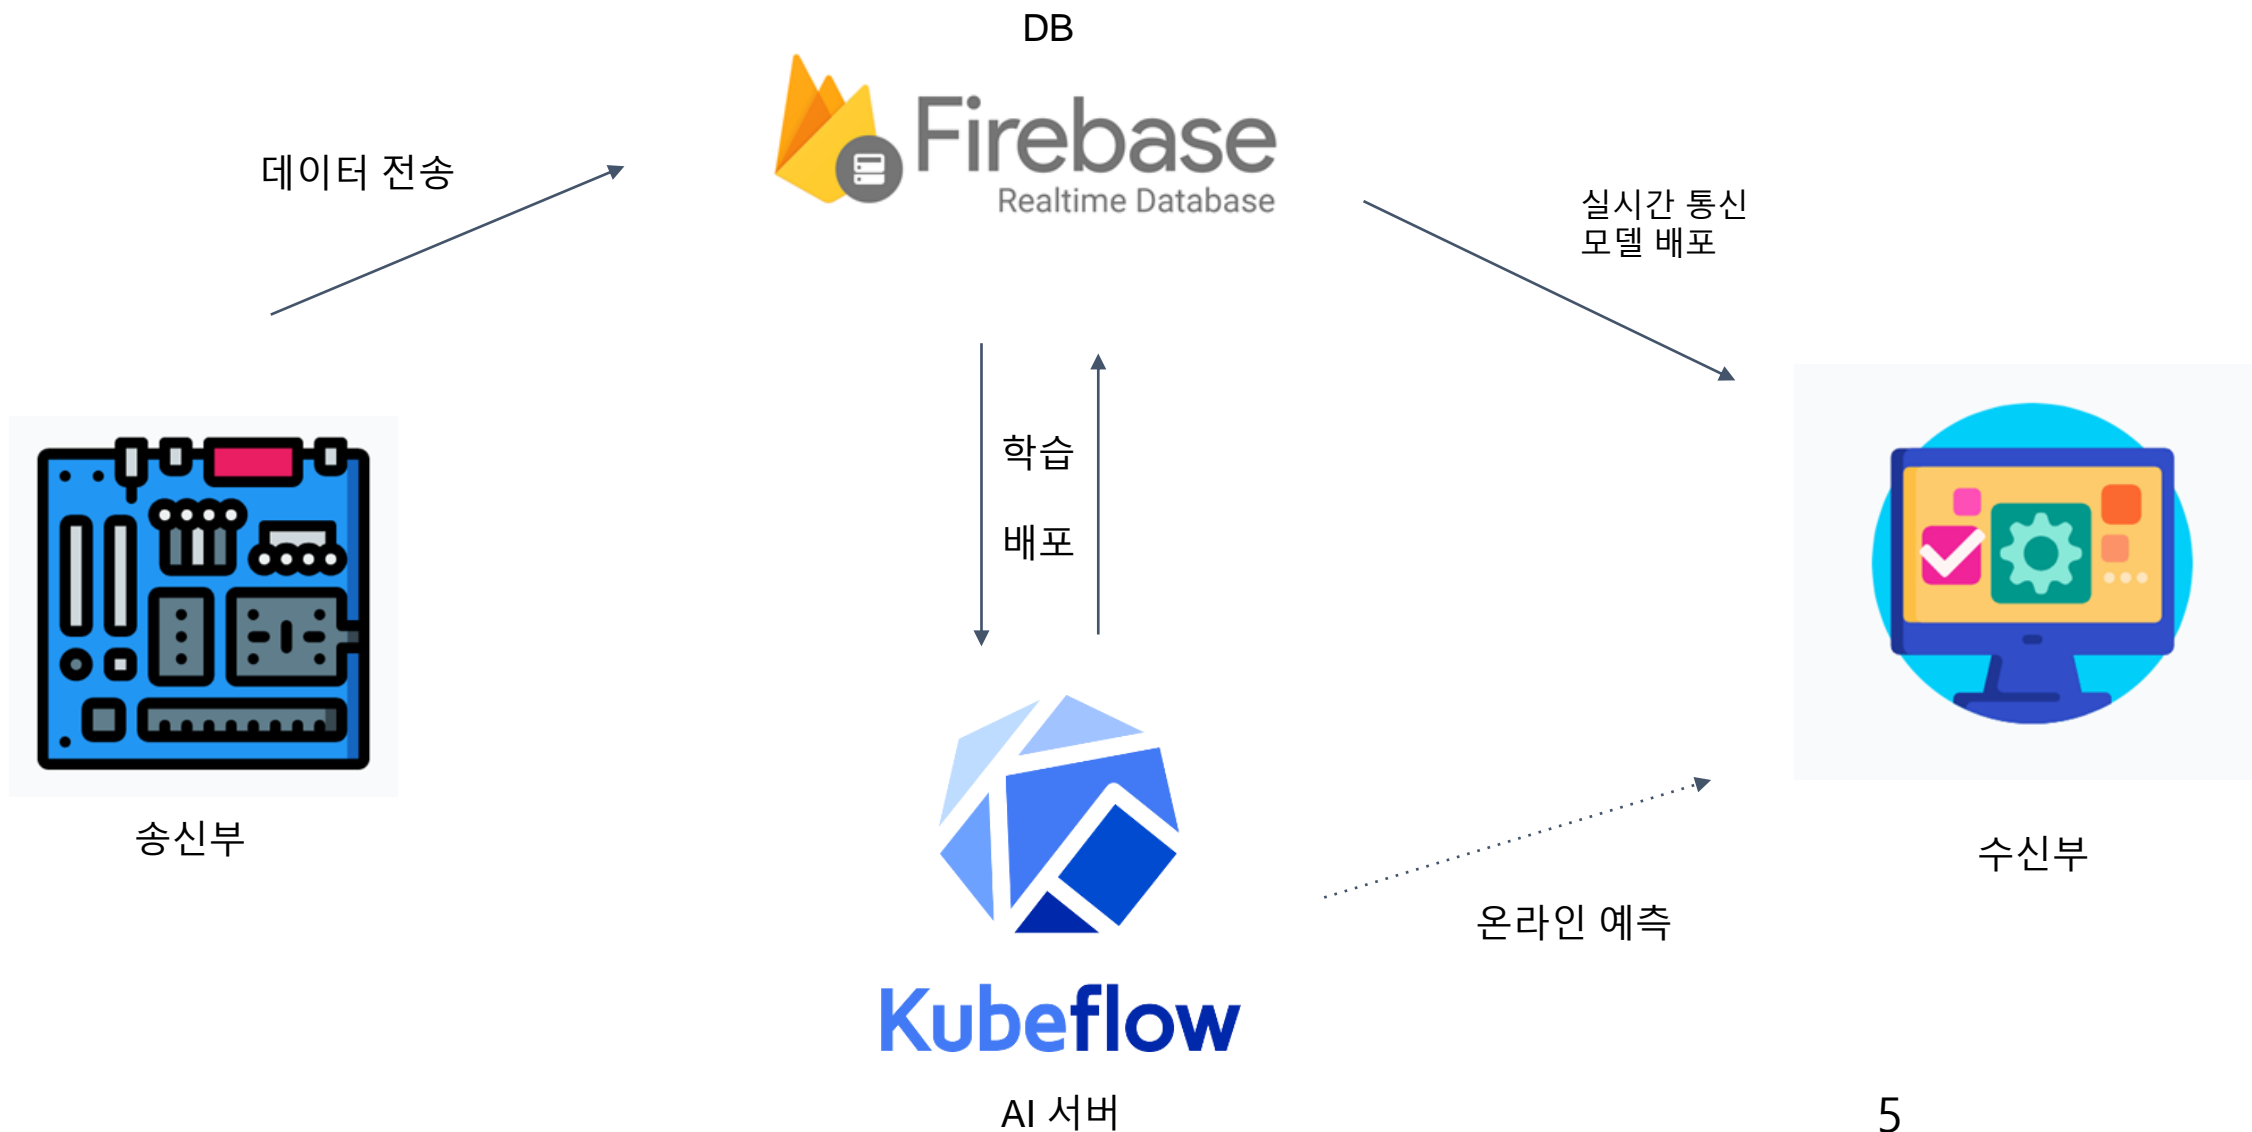 DB
Firebase
Realtime Database
데이터 전송
실시간 통신
모델 배포
학습
배포
송신부
수신부
온라인 예측
Kubeflow
AI 서버
5